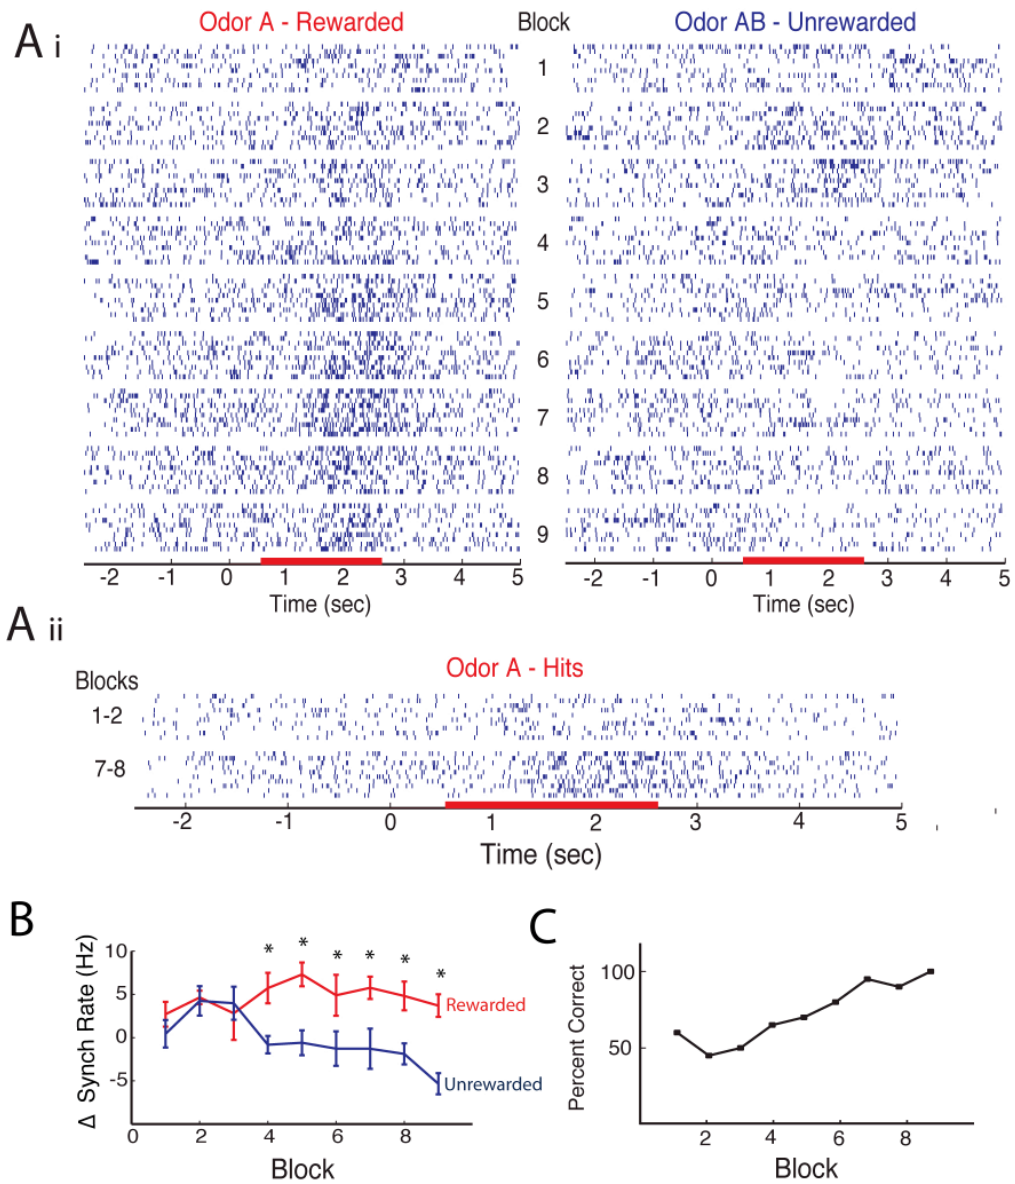 A i
Odor A - Rewarded Block Odor AB - Unrewarded
1
2
3
4
5
6
7
8
9
-2 -1 0 1 2 3 4 5 -2 -1 0 1 2 3 4 5
Time (sec) Time (sec)
A ii
Odor A - Hits
Blocks
1-2
7-8
-2 -1 0 1 2 3 4 5
Time (sec)
B
Δ Synch Rate (Hz)
10
5
0
-5
* * * * * *
Rewarded
Unrewarded
0 2 4 6 8
Block
C
Percent Correct
100
50
2 4 6 8
Block